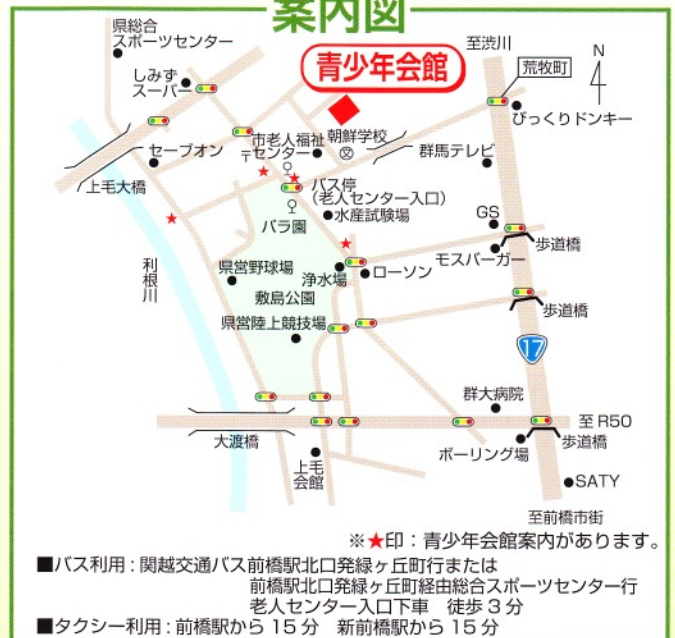 案内図
県総合
スポーツセンター
至渋川
N
青少年会館
荒牧町
しみず
スーパー
びっくりドンキー
市老人福祉
センター
朝鮮学校
文
〒
セーブオン
群馬テレビ
上毛大橋
バス停
(老人センター入口)
水産試験場
バラ園
GS
歩道橋
モスバーガー
利根川
県営野球場
浄水場
ローソン
敷島公園
歩道橋
県営陸上競技場
17
群大病院
至 R50
大渡橋
歩道橋
ボーリング場
上毛
会館
SATY
至前橋市街
※★印：青少年会館案内があります。
■バス利用：関越交通バス前橋駅北口発緑ヶ丘町行または
前橋駅北口発緑ヶ丘町経由総合スポーツセンター行
老人センター入口下車　徒歩３分
■タクシー利用：前橋駅から 15 分　新前橋駅から 15 分